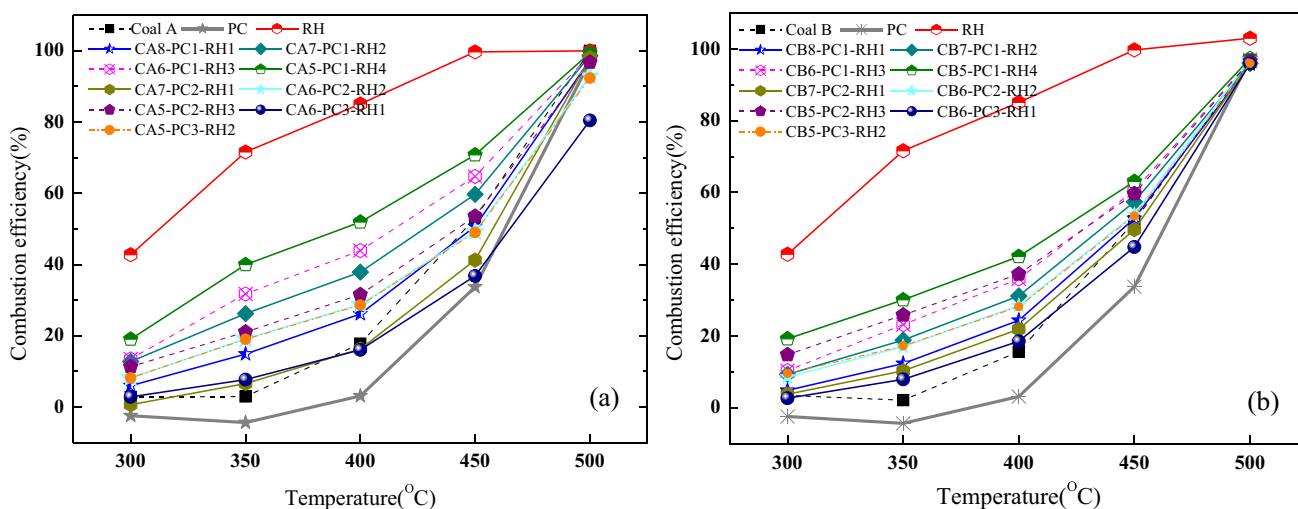 Coal A PC RH
CA8-PC1-RH1 CA7-PC1-RH2
CA6-PC1-RH3 CA5-PC1-RH4
CA7-PC2-RH1 CA6-PC2-RH2
CA5-PC2-RH3 CA6-PC3-RH1
CA5-PC3-RH2
100
80
60
40
20
0
Combustion efficiency(%)
(a)
300 350 400 450 500
Temperature(°C)
Coal B PC RH
CB8-PC1-RH1 CB7-PC1-RH2
CB6-PC1-RH3 CB5-PC1-RH4
CB7-PC2-RH1 CB6-PC2-RH2
CB5-PC2-RH3 CB6-PC3-RH1
CB5-PC3-RH2
100
80
60
40
20
0
Combustion efficiency(%)
(b)
300 350 400 450 500
Temperature(°C)